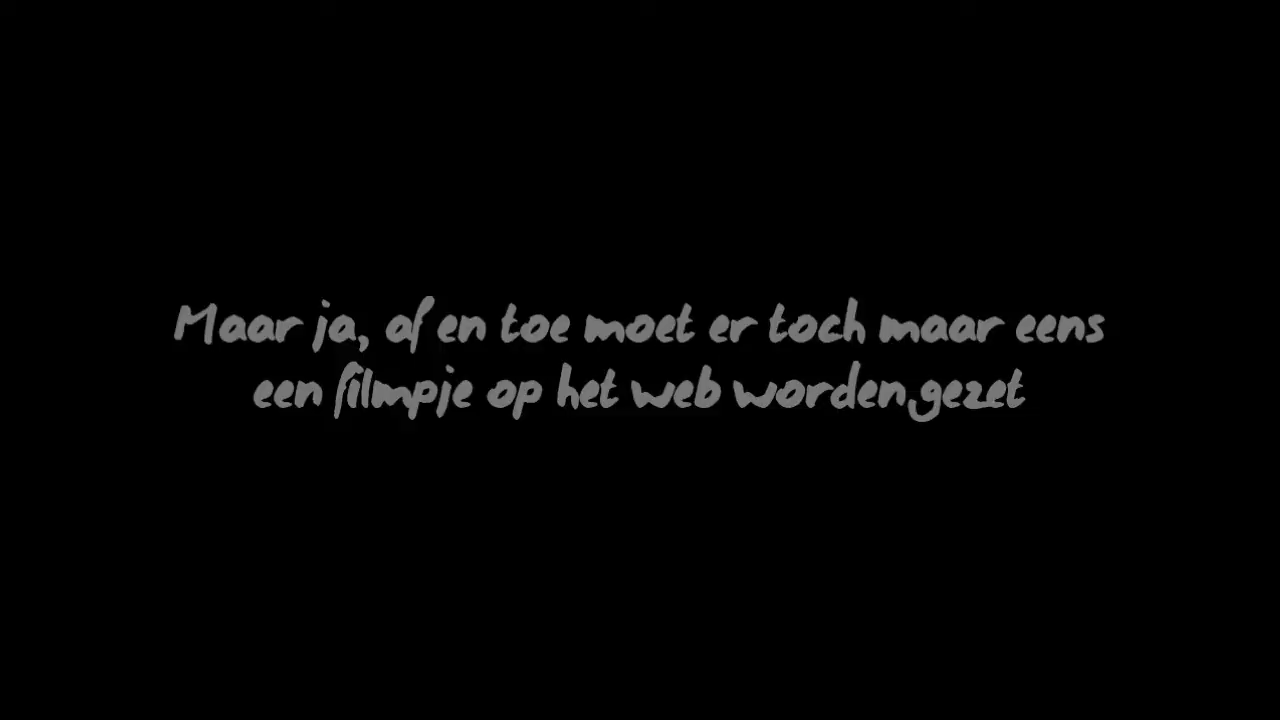 Maar ja, af en toe moet er toch maar eens
een filmpje op het web worden gezet